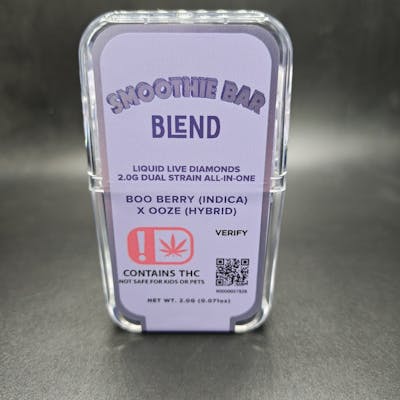 SMOOTHIE BAR
BLEND
LIQUID LIVE DIAMONDS
2.0G DUAL STRAIN ALL-IN-ONE
BOO BERRY (INDICA)
X OOZE (HYBRID)
VERIFY
!
CONTAINS THC
NOT SAFE FOR KIDS OR PETS
NET WT. 2.0G (0.071oz)